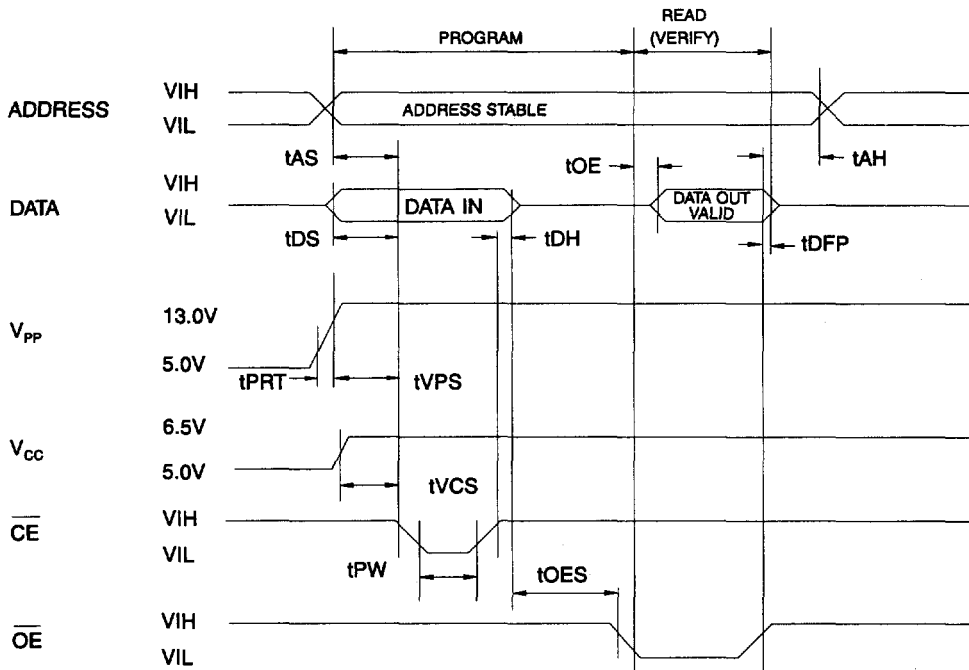 READ
PROGRAM (VERIFY)
ADDRESS VIH ADDRESS STABLE
VIL
tAS tOE tAH
DATA VIH DATA IN DATA OUT
VIL VALID
tDS tDH tDFP
VPP 13.0V
5.0V
tPRT tVPS
VCC 6.5V
5.0V
tVCS
CE VIH
VIL
tPW tOES
OE VIH
VIL